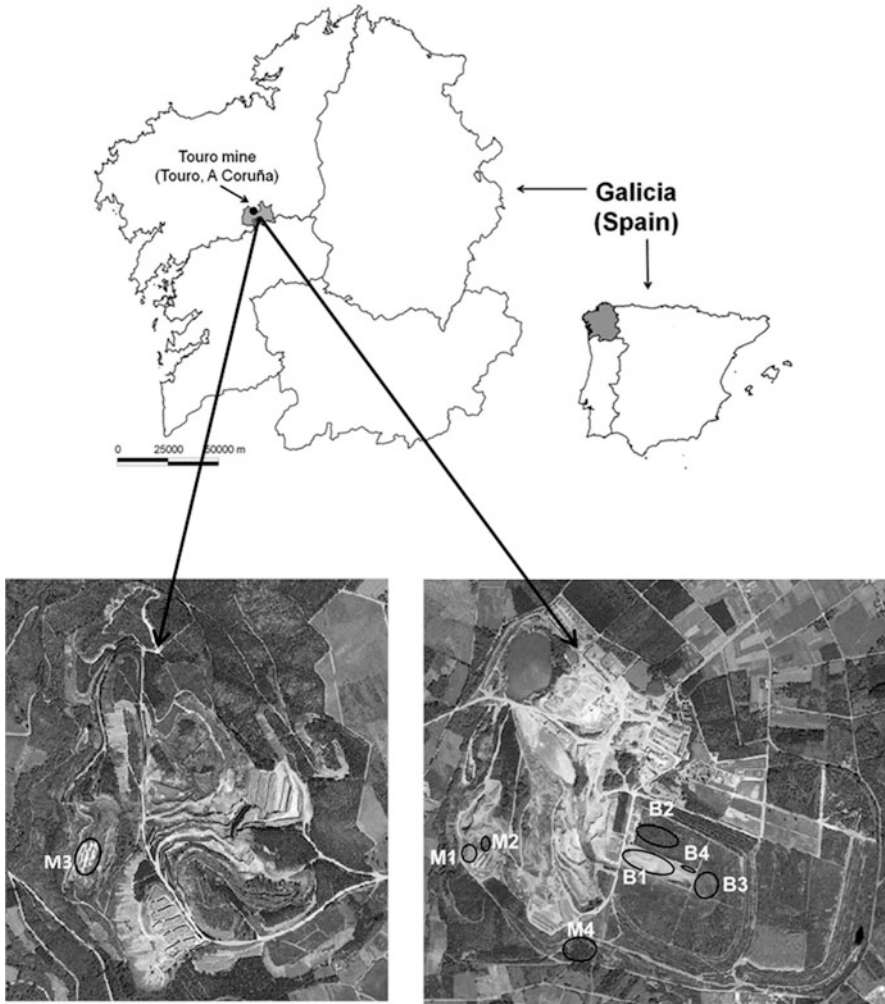 Touro mine
(Touro, A Coruña)
Galicia
(Spain)
0 25000 50000 m
M3
B2
M2
M1
B4
B1
B3
M4